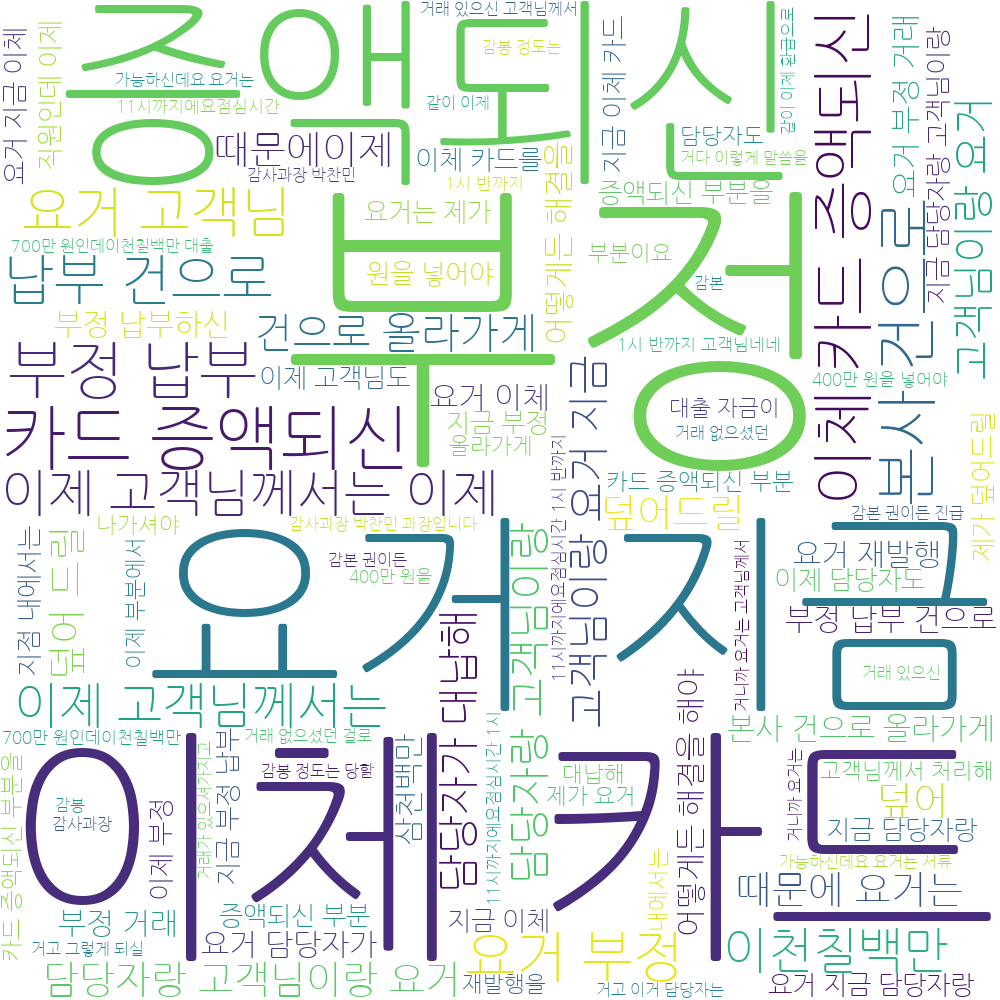 거래 있으신 고객님께서
증액되신
감봉 정도는
가능하신데요 요거는
11시까지에요점심시간
같이 이제
요거 지금 이체
직원인데 이제
지금 이체 카드
같이 이제 환급으로
이체 카드 증액되신
요거 부정 거래
지금 담당자랑 고객님이랑
고객님이랑 요거
때문에이제
이체 카드를
담당자도
거다 이렇게 말씀을
감사과장 박찬민
1시 반까지
증액되신 부분을
어떻게든 해결을
요거 고객님
요거는 제가
부정
부분이요
700만 원인데이천칠백만 대출
납부 건으로
원을 넣어야
감본
본사 건으로
부정 납부하신
건으로 올라가게
1시 반까지 고객님네네
부정 납부
이제 고객님도
요거 이체
400만 원을 넣어야
대출 자금이
거래 없으셨던
카드 증액되신
지금 부정
올라가게
요거 지금
이제 고객님께서는 이제
카드 증액되신 부분
제가 덮어드릴
나가셔야
감사과장 박찬민 과장입니다
덮어드릴
감본 권이든 진급
요거 지금
지점 내에서는
덮어 드릴
이제 부분에서
감본 권이든
400만 원을
고객님이랑
11시까지에요점심시간 11시 반까지
고객님이랑
요거 재발행
이제 담당자도
부정 납부 건으로
거니까 요거는 고객님께서
거래 있으신
이제 고객님께서는
담당자가 대납해
본사 건으로 올라가게
700만 원인데이천칠백만
거래 없으셨던 걸로
이체 카드
카드 증액되신 부분을
감봉
감사과장
이제 부정
거래가 있으셔가지고
지금 부정 납부
감봉 정도는 당할
삼천백만
11시까지에요점심시간 1시
담당자랑
대납해
제가 요거
어떻게든 해결을 해야
거니까 요거는
고객님께서 처리해
덮어
지금 담당자랑
가능하신데요 요거는 서류
내에서는
때문에 요거는
부정 거래
증액되신 부분
지금 이체
거고 그렇게 되실
요거 담당자가
요거 부정
이천칠백만
담당자랑 고객님이랑 요거
재발행을
거고 이거 담당자는
요거 지금 담당자랑